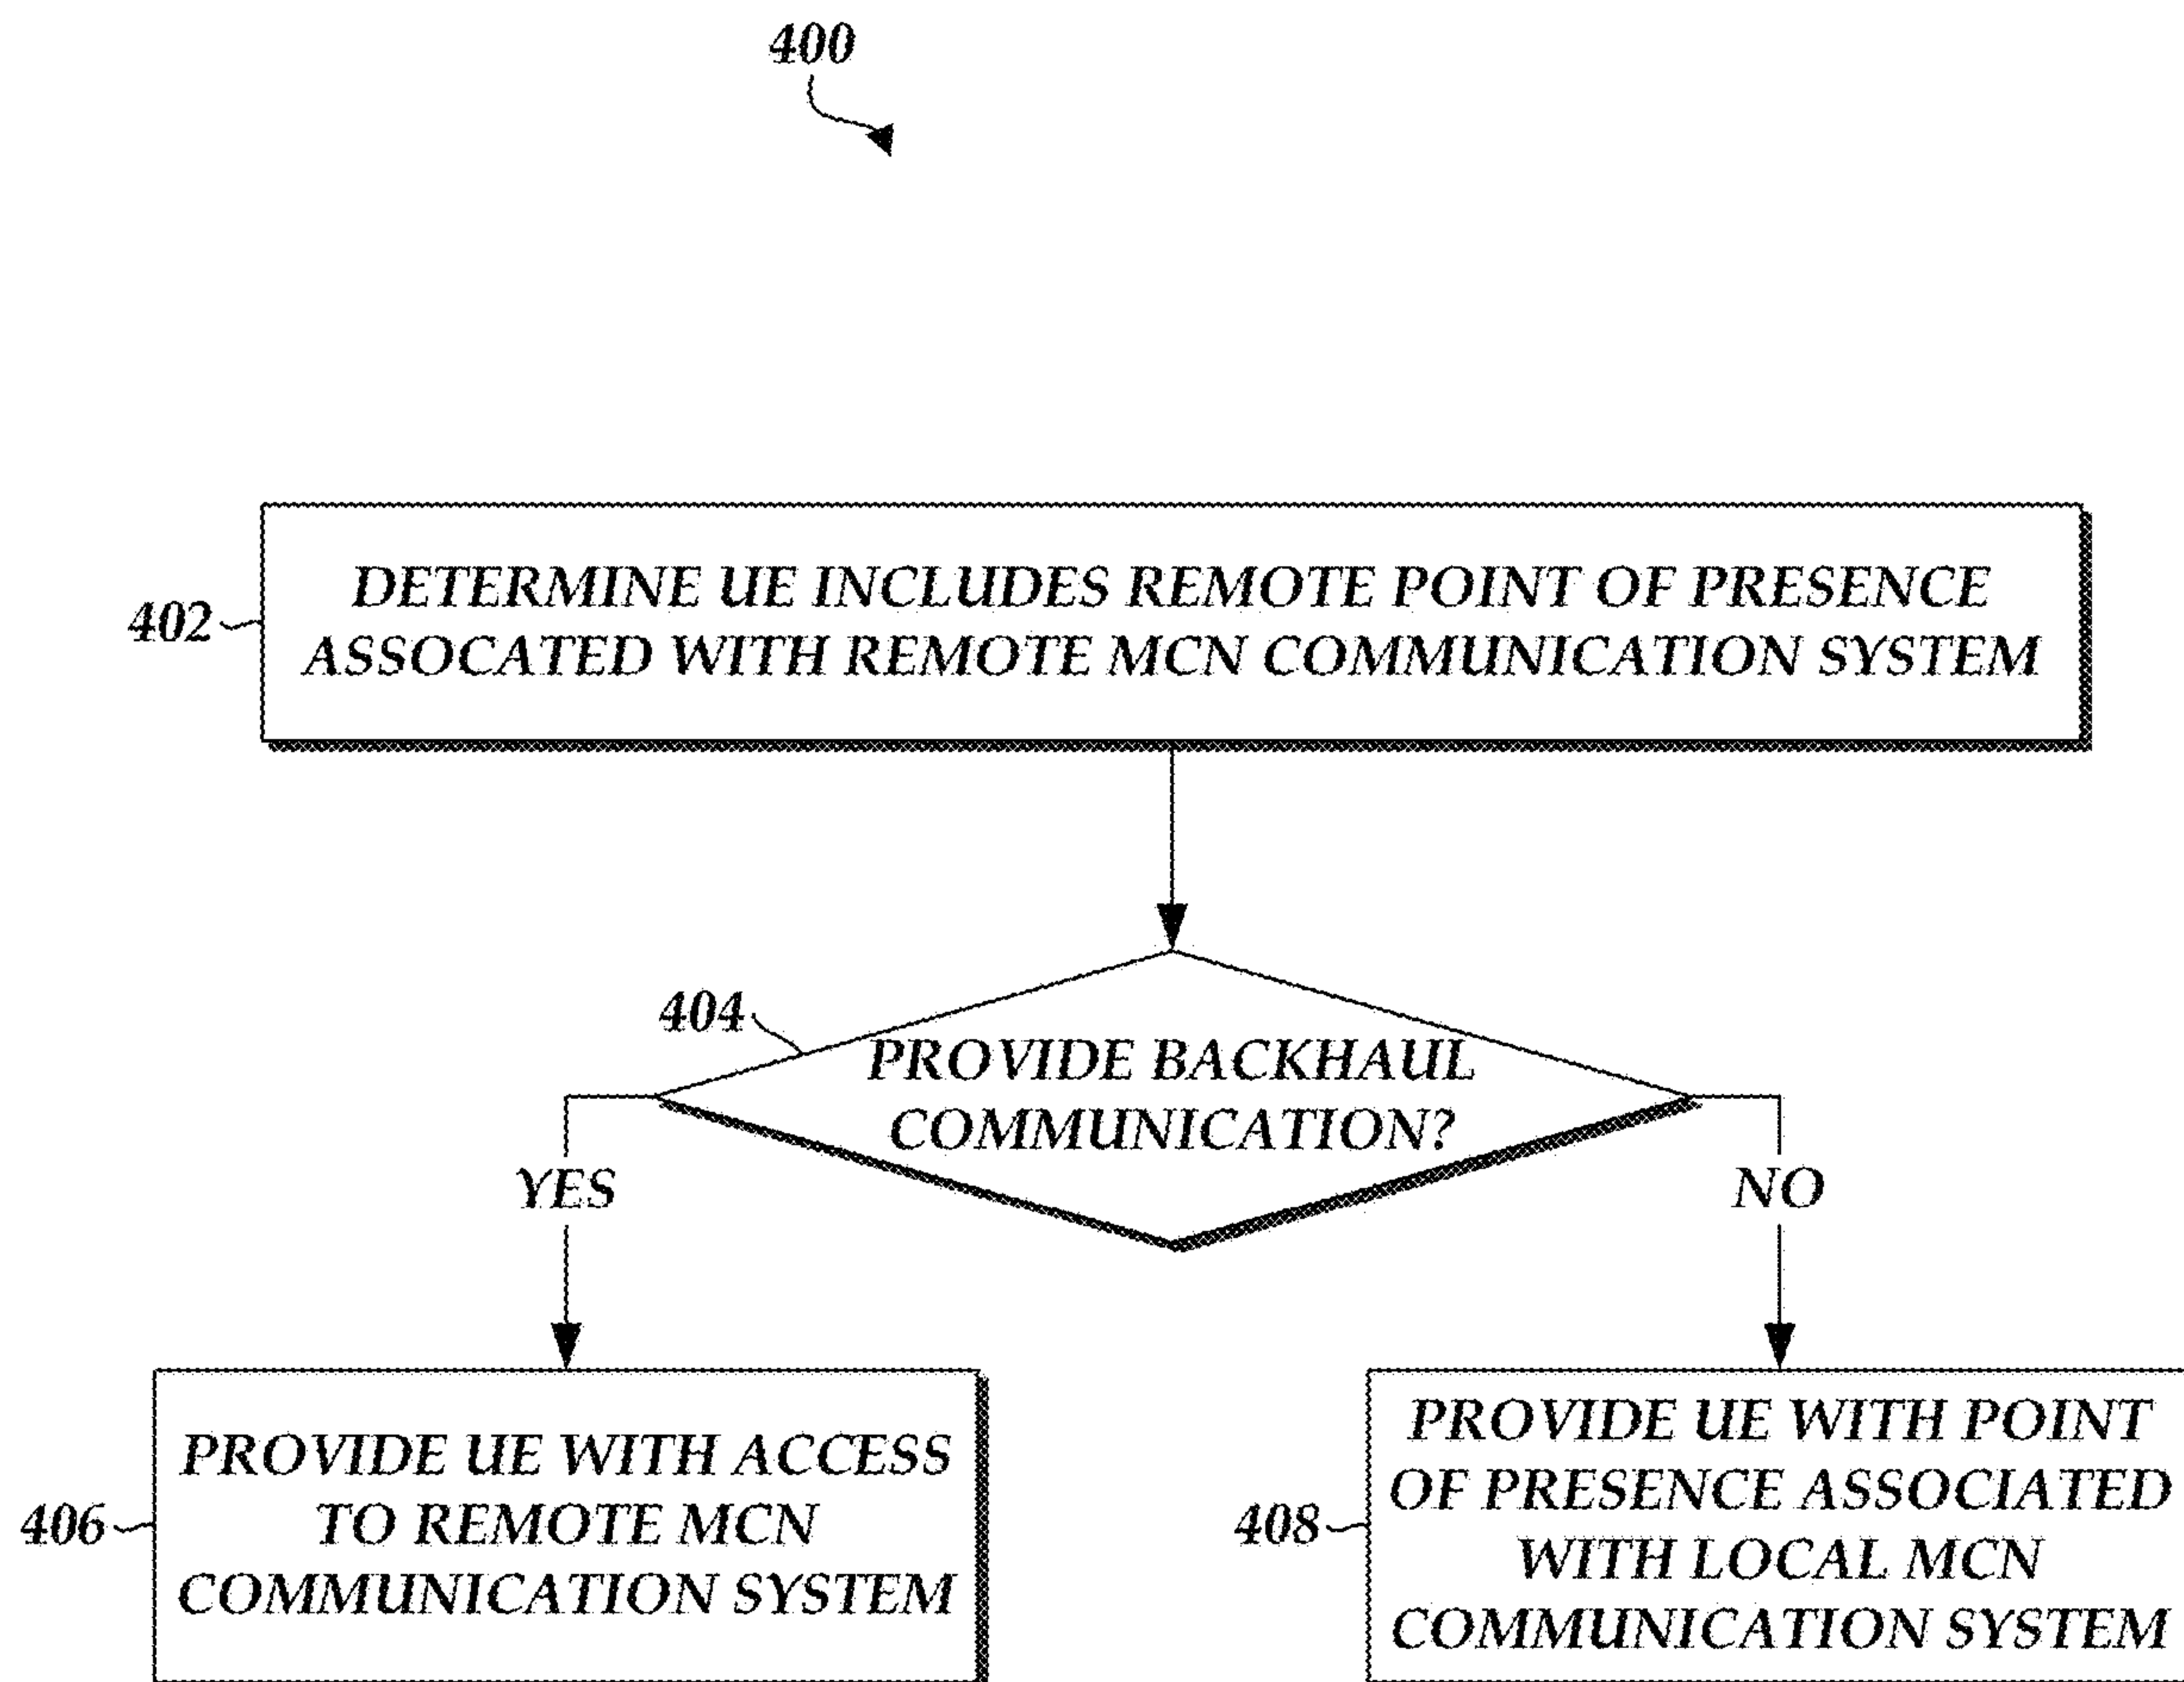 400
DETERMINE UE INCLUDES REMOTE POINT OF PRESENCE
402
ASSOCATED WITH REMOTE MCN COMMUNICATION SYSTEM
404
PROVIDE BACKHAUL
COMMUNICATION?
YES
NO
PROVIDE UE WITH ACCESS
406
TO REMOTE MCN
COMMUNICATION SYSTEM
PROVIDE UE WITH POINT
OF PRESENCE ASSOCIATED
408
WITH LOCAL MCN
COMMUNICATION SYSTEM